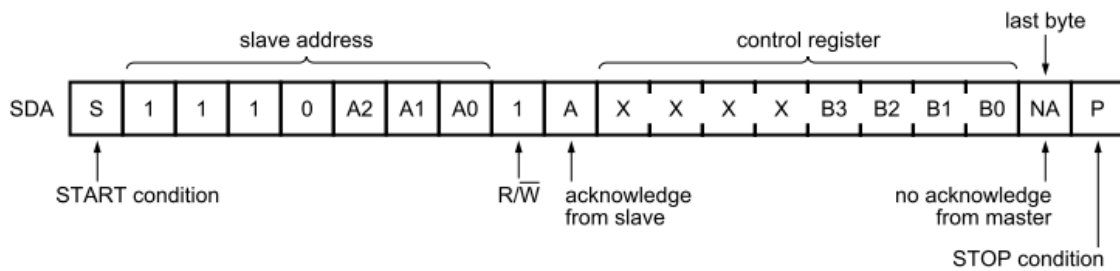 last byte
slave address control register
SDA S 1 1 1 0 A2 A1 A0 1 A X X X X B3 B2 B1 B0 NA P
START condition R/W̅ acknowledge no acknowledge
from slave from master
STOP condition